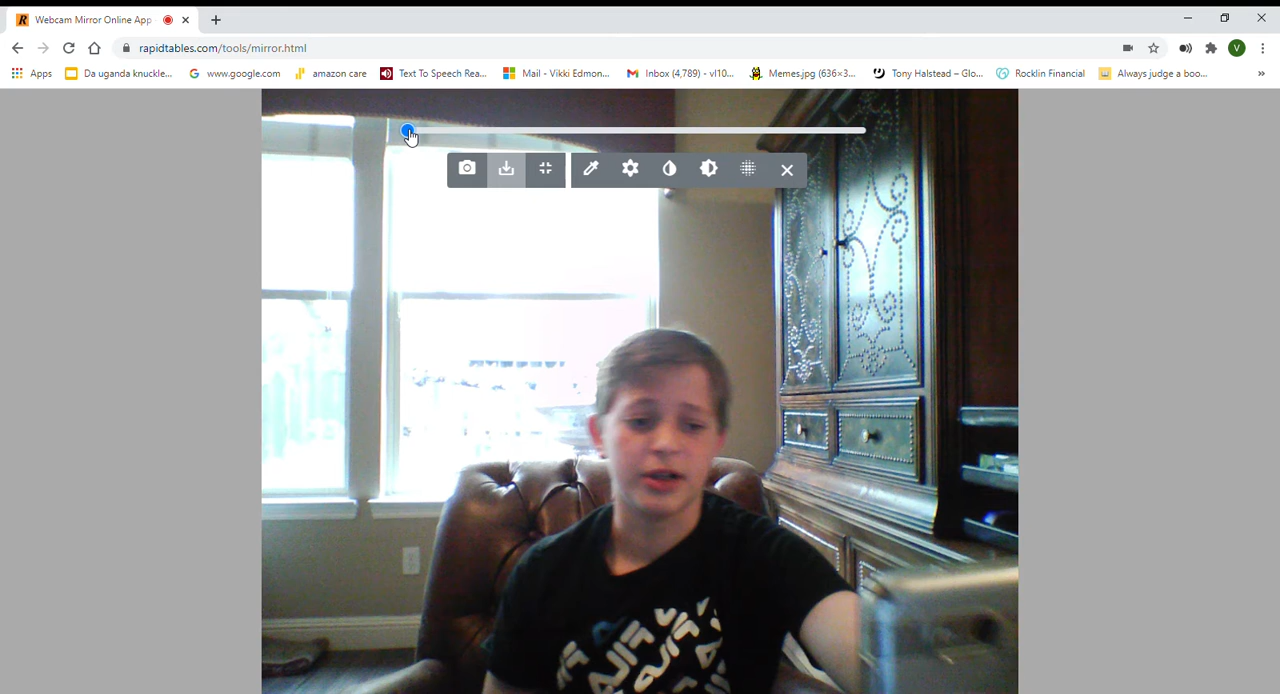 Webcam Mirror Online App
rapidtables.com/tools/mirror.html
V
Apps
Da uganda knuckle...
www.google.com
amazon care
Text To Speech Rea...
Mail - Vikki Edmon...
Inbox (4,789) - vl10...
Memes.jpg (636×3...
Tony Halstead – Glo...
Rocklin Financial
Always judge a boo...
FILA
FILA